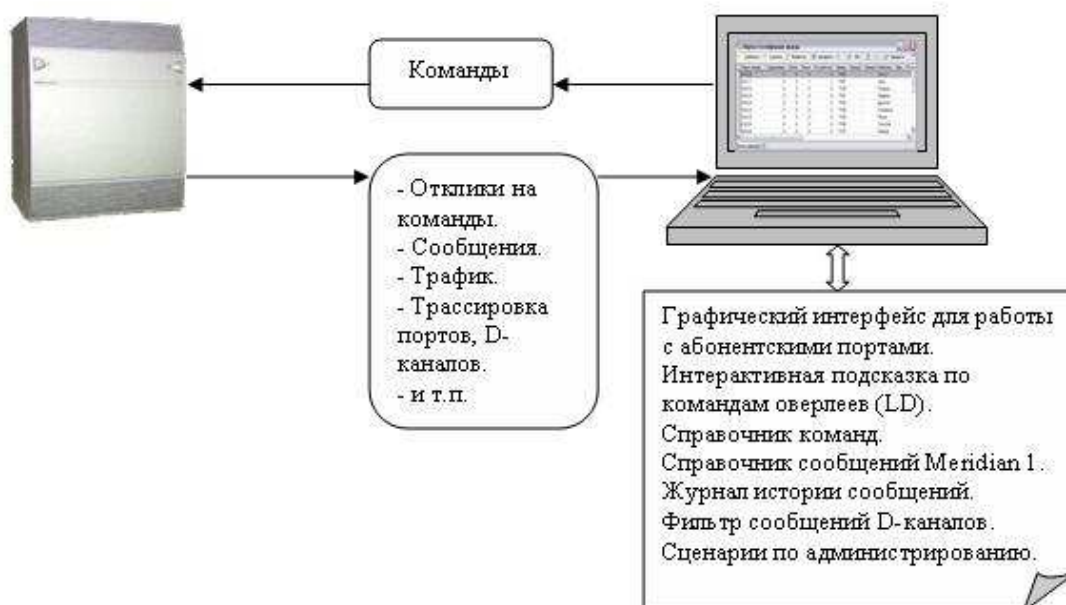 Команды
- Отклики на
команды.
- Сообщения.
- Трафик.
- Трассировка
портов, D-
каналов.
- и т.п.
Графический интерфейс для работы
с абонентскими портами.
Интерактивная подсказка по
командам оверлеев (LD).
Справочник команд.
Справочник сообщений Meridian 1.
Журнал истории сообщений.
Фильтр сообщений D-каналов.
Сценарии по администрированию.